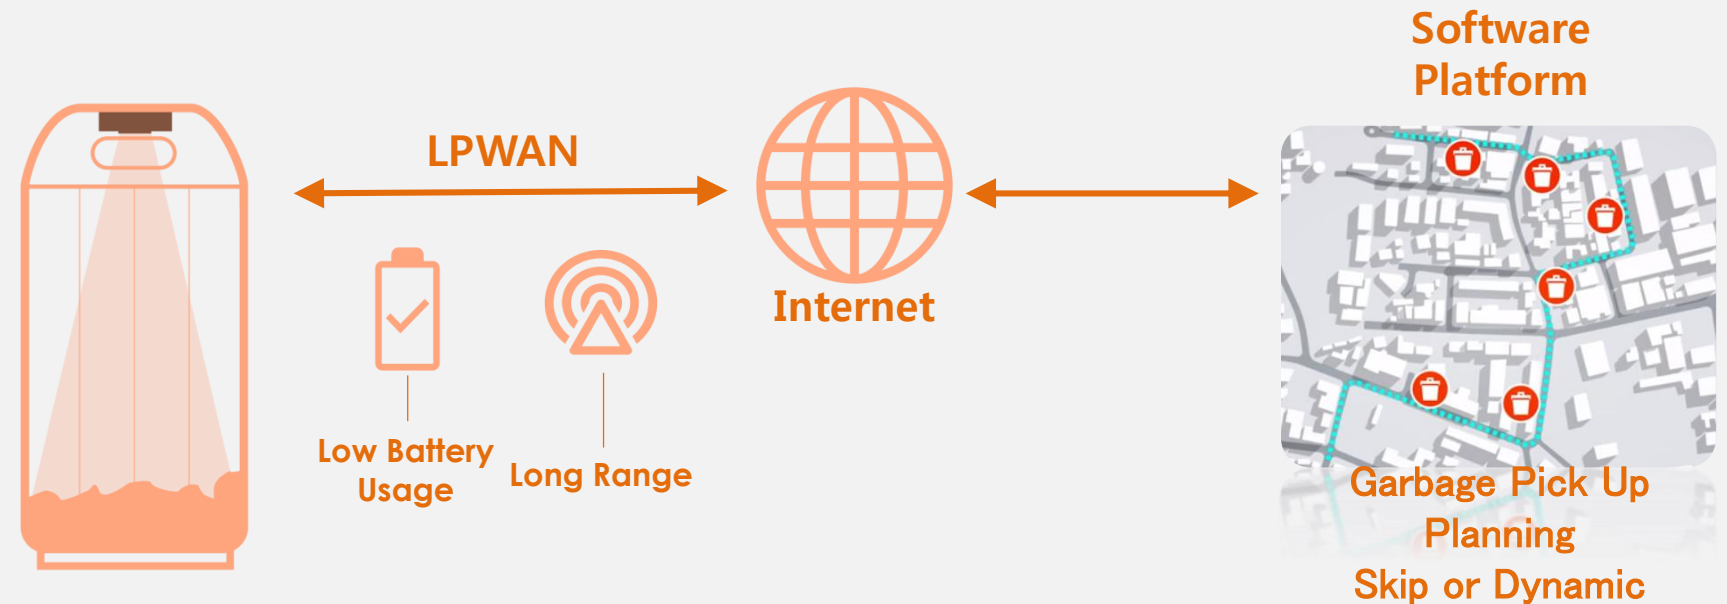 Software
Platform
LPWAN
Internet
Low Battery
Usage
Long Range
Garbage Pick Up
Planning
Skip or Dynamic